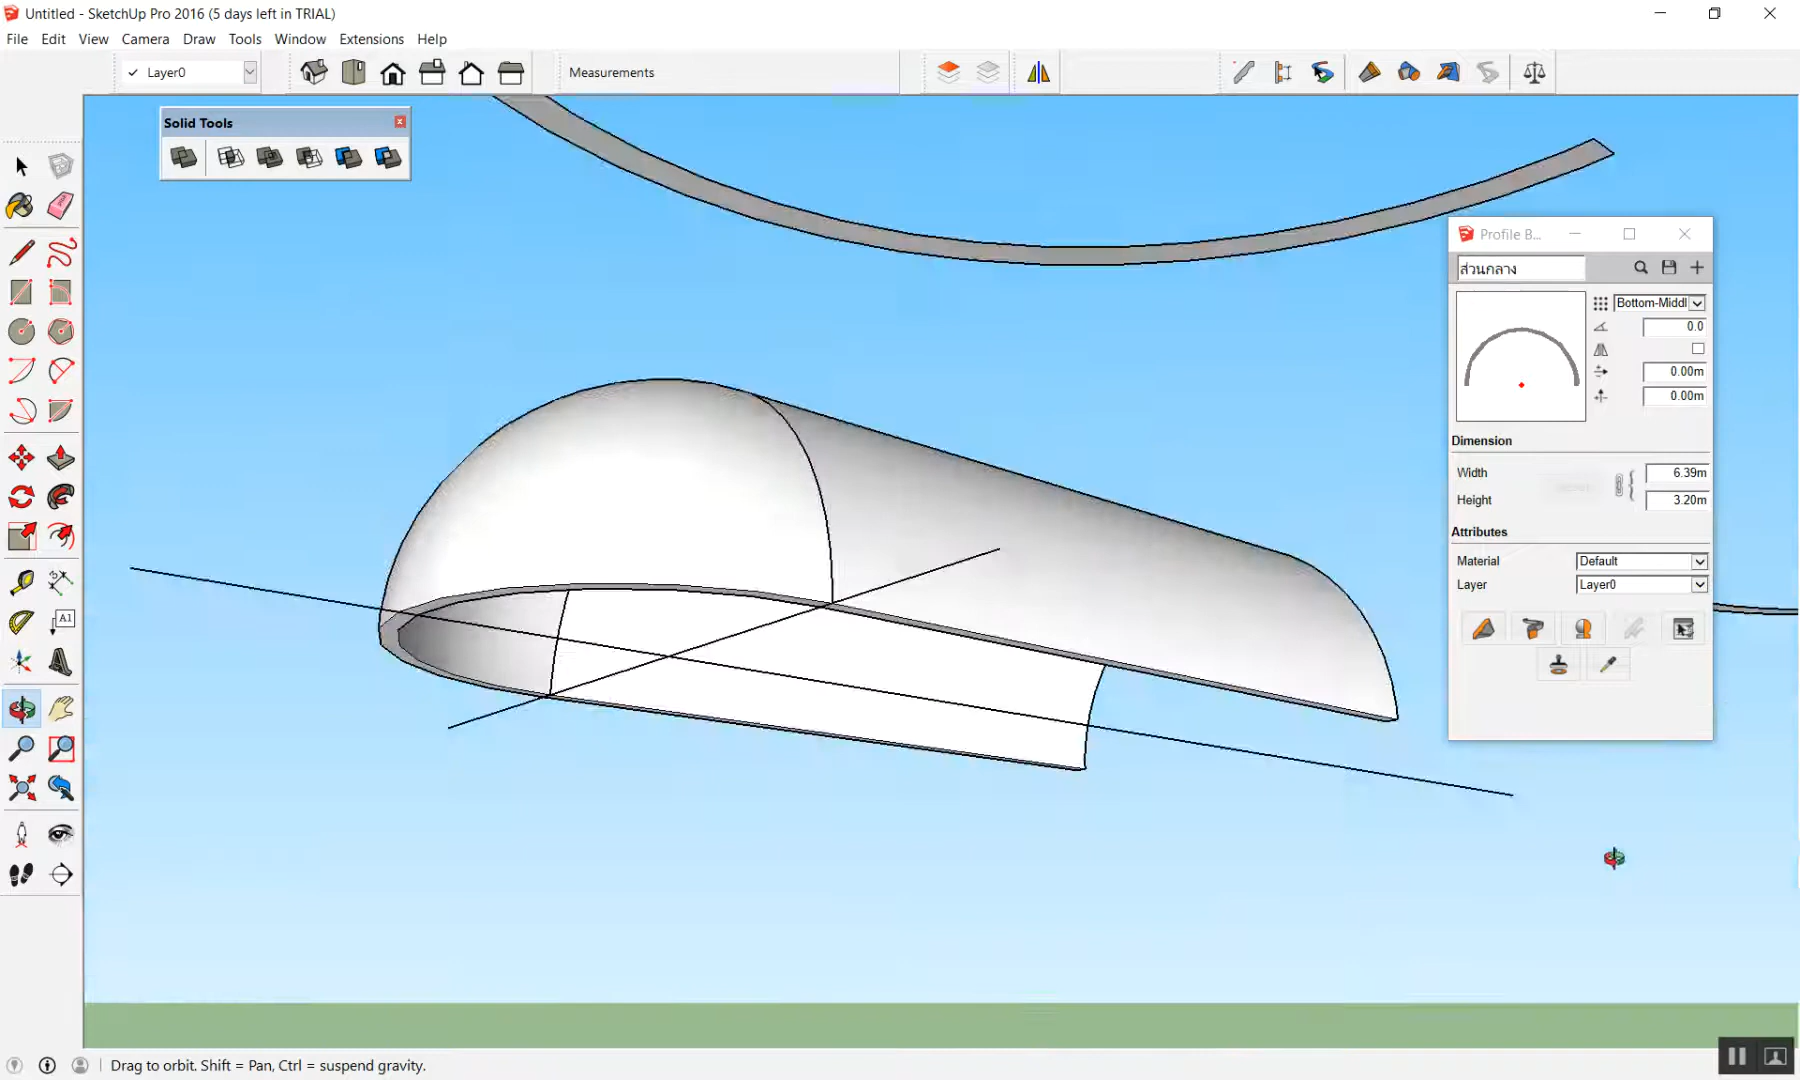 Untitled - SketchUp Pro 2016 (5 days left in TRIAL)
File Edit View Camera Draw Tools Window Extensions Help
Layer0
Measurements
Solid Tools
Profile B...
ส่วนกลาง
Bottom-Middl
0.0
0.00m
0.00m
Dimension
Width 6.39m
Height 3.20m
Attributes
Material Default
Layer Layer0
A1
Drag to orbit. Shift = Pan, Ctrl = suspend gravity.